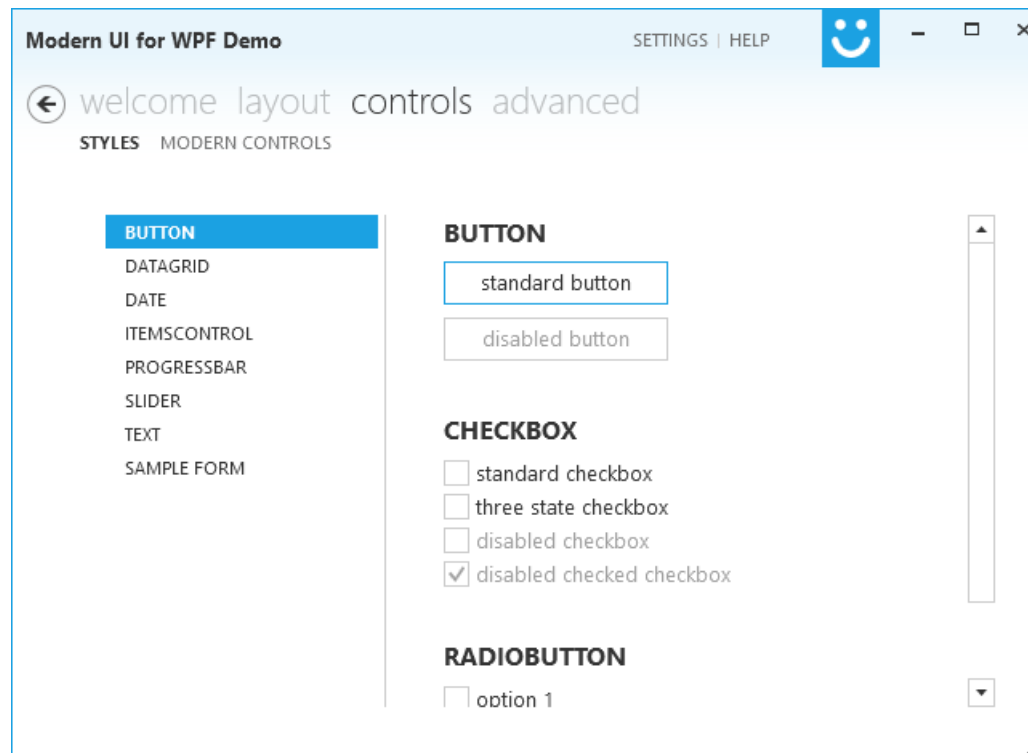 Modern UI for WPF Demo
SETTINGS | HELP
welcome layout controls advanced
STYLES MODERN CONTROLS
BUTTON
DATAGRID
DATE
ITEMSCONTROL
PROGRESSBAR
SLIDER
TEXT
SAMPLE FORM
BUTTON
standard button
disabled button
CHECKBOX
standard checkbox
three state checkbox
disabled checkbox
disabled checked checkbox
RADIOBUTTON
option 1